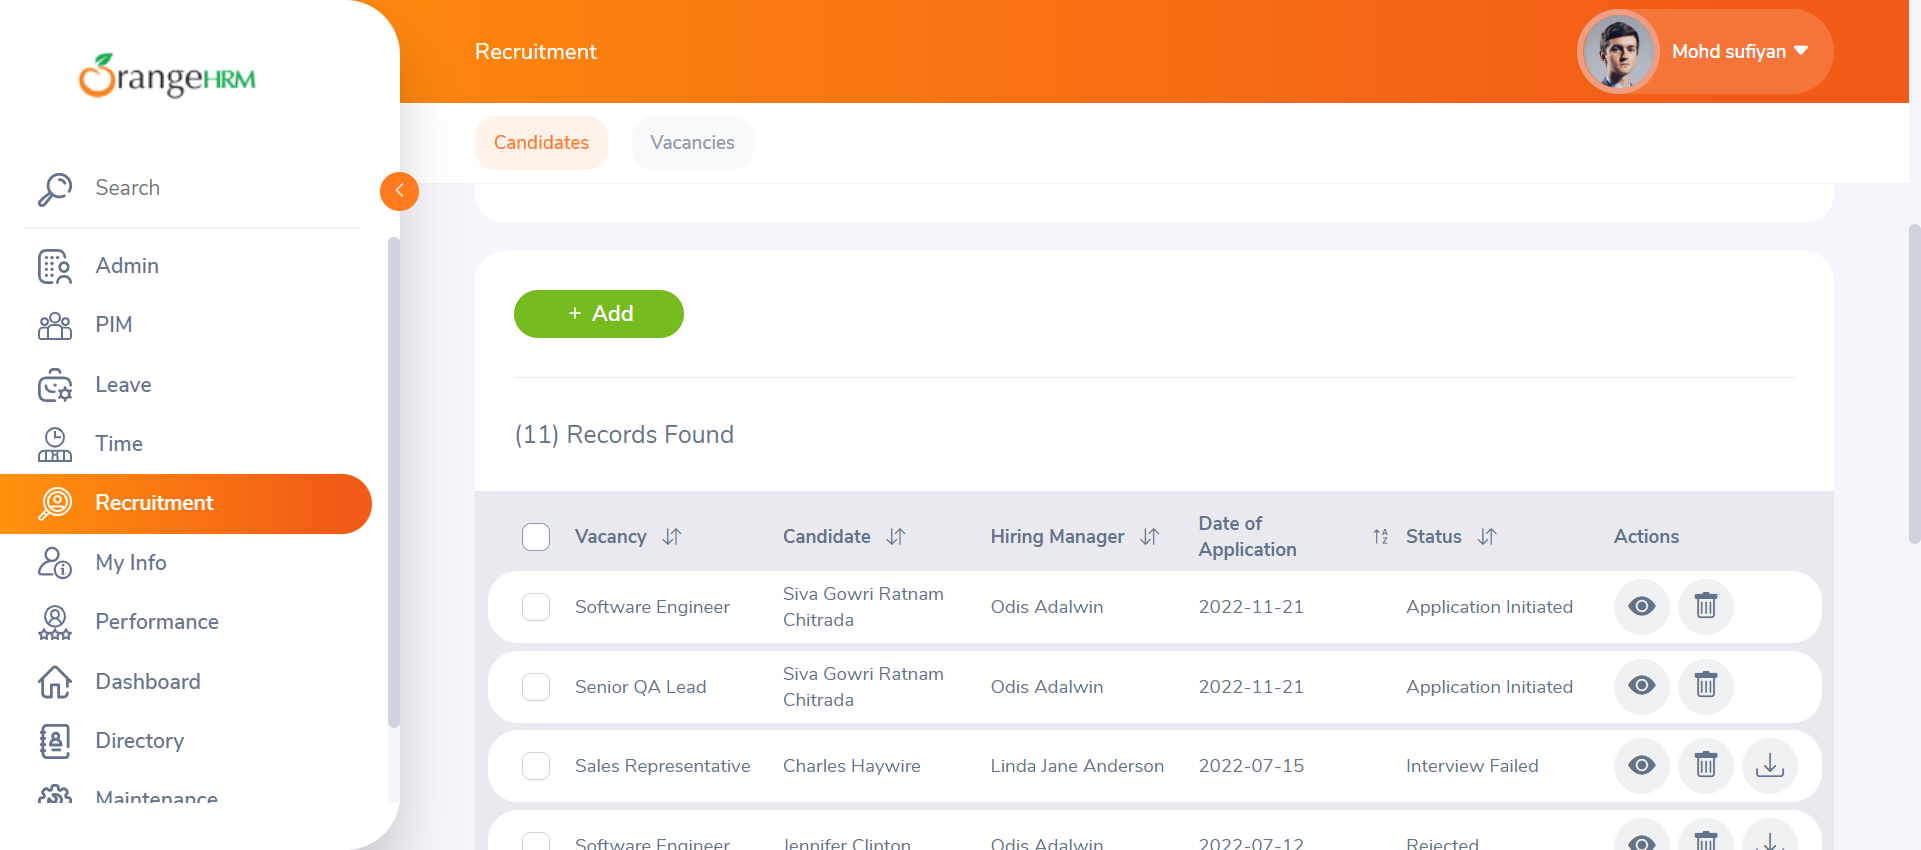 OrangeHRM
Recruitment
Mohd sufiyan
Candidates
Vacancies
Search
Admin
PIM
Leave
Time
Recruitment
My Info
Performance
Dashboard
Directory
Maintenance
+ Add
(11) Records Found
Vacancy Candidate Hiring Manager Date of Application Status Actions
Software Engineer Siva Gowri Ratnam Chitrada Odis Adalwin 2022-11-21 Application Initiated
Senior QA Lead Siva Gowri Ratnam Chitrada Odis Adalwin 2022-11-21 Application Initiated
Sales Representative Charles Haywire Linda Jane Anderson 2022-07-15 Interview Failed
Software Engineer Jennifer Clinton Odis Adalwin 2022-07-12 Rejected